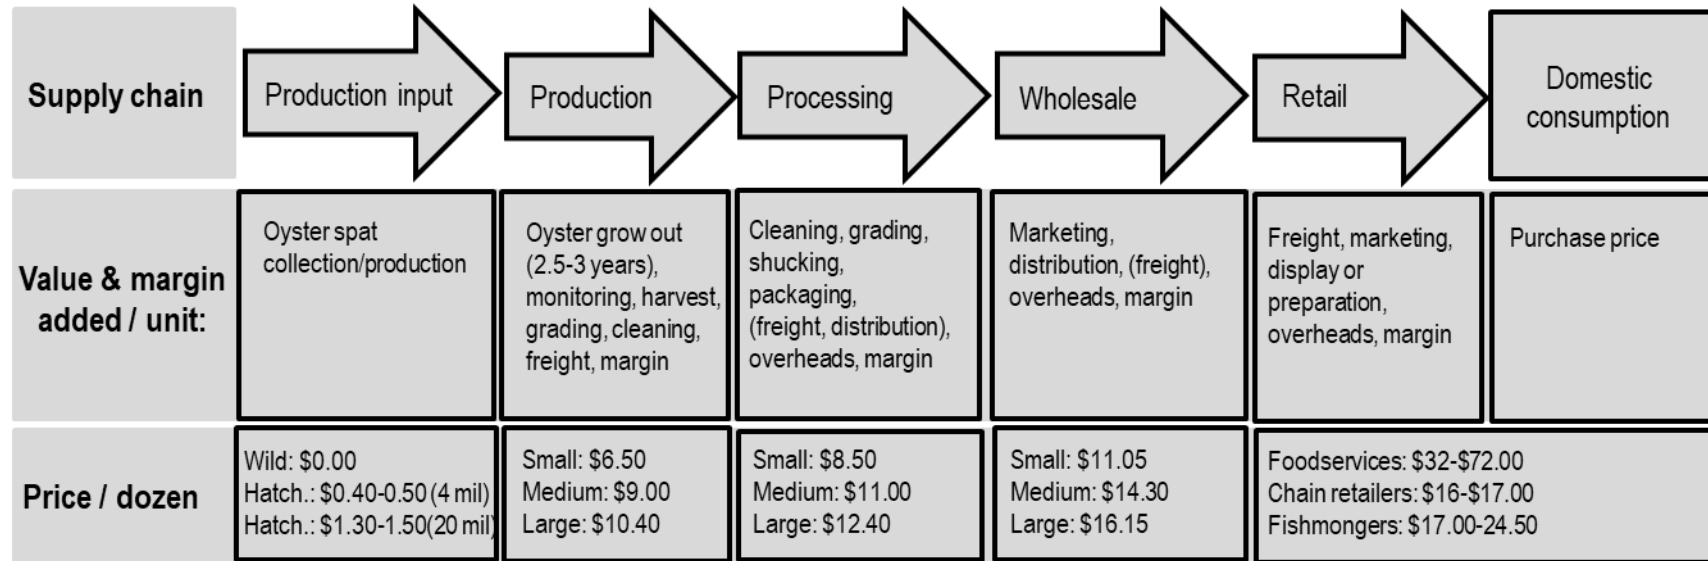 Supply chain
Production input
Production
Processing
Wholesale
Retail
Domestic
consumption
Value & margin
added / unit:
Oyster spat
collection/production
Oyster grow out
(2.5-3 years),
monitoring, harvest,
grading, cleaning,
freight, margin
Cleaning, grading,
shucking,
packaging,
(freight, distribution),
overheads, margin
Marketing,
distribution, (freight),
overheads, margin
Freight, marketing,
display or
preparation,
overheads, margin
Purchase price
Price / dozen
Wild: $0.00
Hatch.: $0.40-0.50 (4 mil)
Hatch.: $1.30-1.50(20 mil)
Small: $6.50
Medium: $9.00
Large: $10.40
Small: $8.50
Medium: $11.00
Large: $12.40
Small: $11.05
Medium: $14.30
Large: $16.15
Foodservices: $32-$72.00
Chain retailers: $16-$17.00
Fishmongers: $17.00-24.50